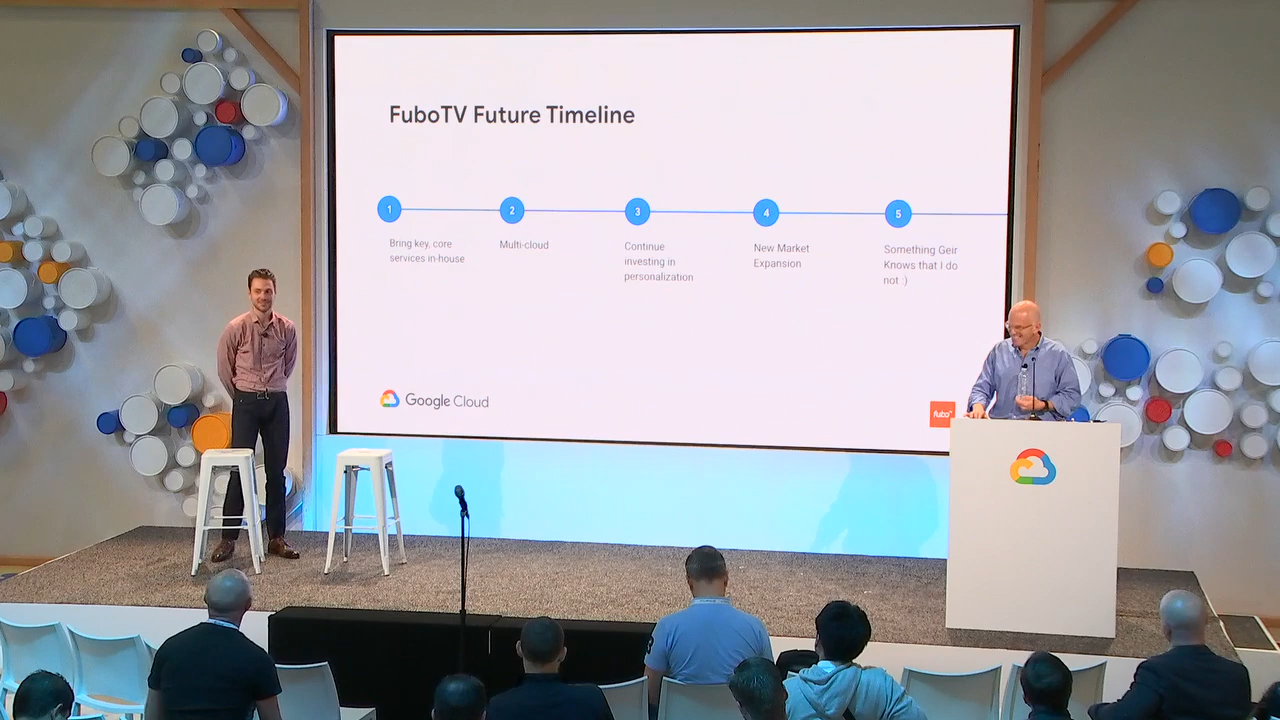 FuboTV Future Timeline
1
2
3
4
5
Bring key, core
services in-house
Multi-cloud
Continue
investing in
personalization
New Market
Expansion
Something Geir
Knows that I do
not :)
Google Cloud
fubo